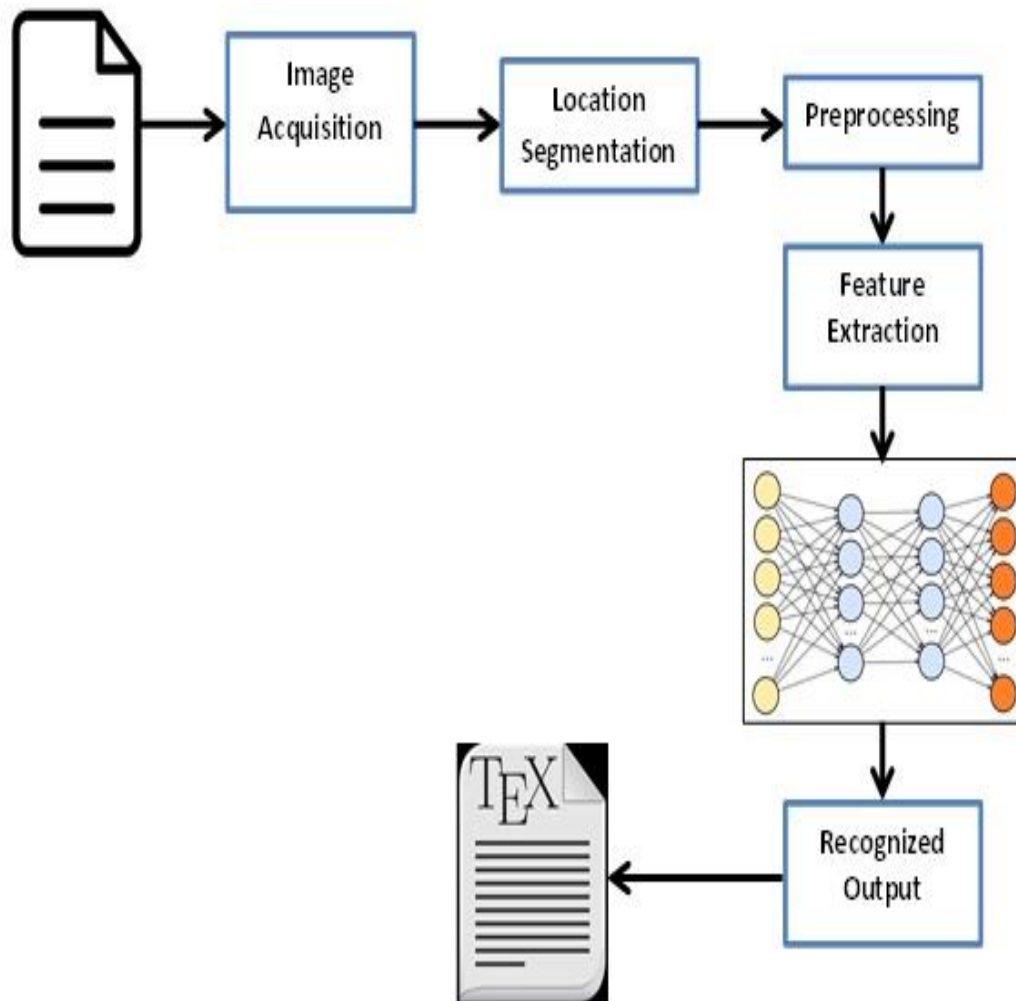 Image
Acquisition
Location
Segmentation
Preprocessing
Feature
Extraction
...
...
...
...
Recognized
Output
TEX